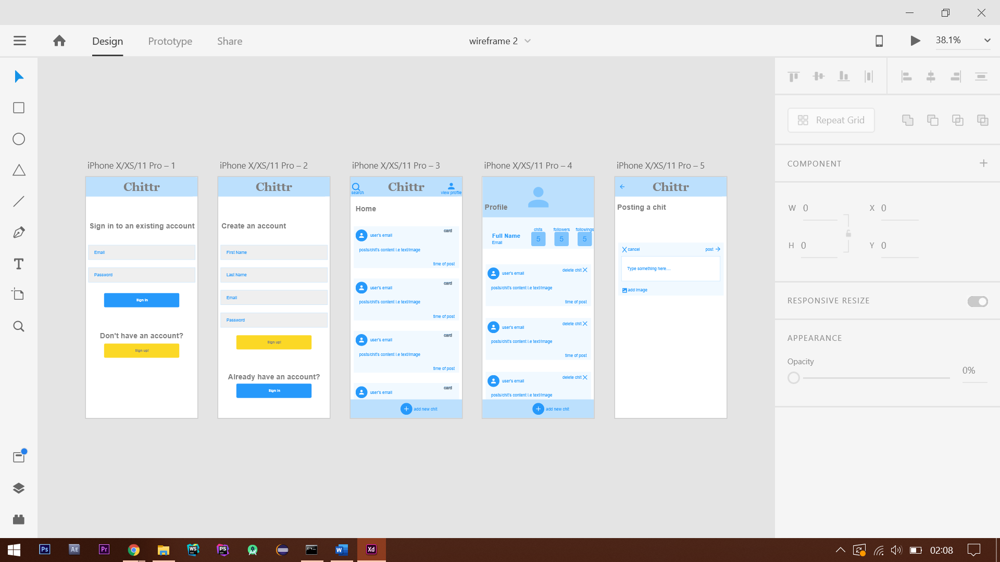 Design Prototype Share
wireframe 2
38.1%
iPhone X/XS/11 Pro – 1
Chittr
Sign in to an existing account
Email
Password
Sign in
Don't have an account?
Sign up!
iPhone X/XS/11 Pro – 2
Chittr
Create an account
First Name
Last Name
Email
Password
Sign up!
Already have an account?
Sign in
iPhone X/XS/11 Pro – 3
Chittr
search
view profile
Home
card
user's email
posts/chit's content i.e text/image
time of post
card
user's email
posts/chit's content i.e text/image
time of post
card
user's email
posts/chit's content i.e text/image
time of post
card
user's email
add new chit
iPhone X/XS/11 Pro – 4
Profile
chits followers followings
Full Name
Email
5 5 5
delete chit
user's email
posts/chit's content i.e text/image
time of post
delete chit
user's email
posts/chit's content i.e text/image
time of post
delete chit
user's email
posts/chit's content i.e text/image
add new chit
iPhone X/XS/11 Pro – 5
Chittr
Posting a chit
cancel
post
Type something here....
add image
Repeat Grid
COMPONENT
W 0 X 0
H 0 Y 0
RESPONSIVE RESIZE
APPEARANCE
Opacity
0%
Ps AE Pr WS PS W Xd
02:08